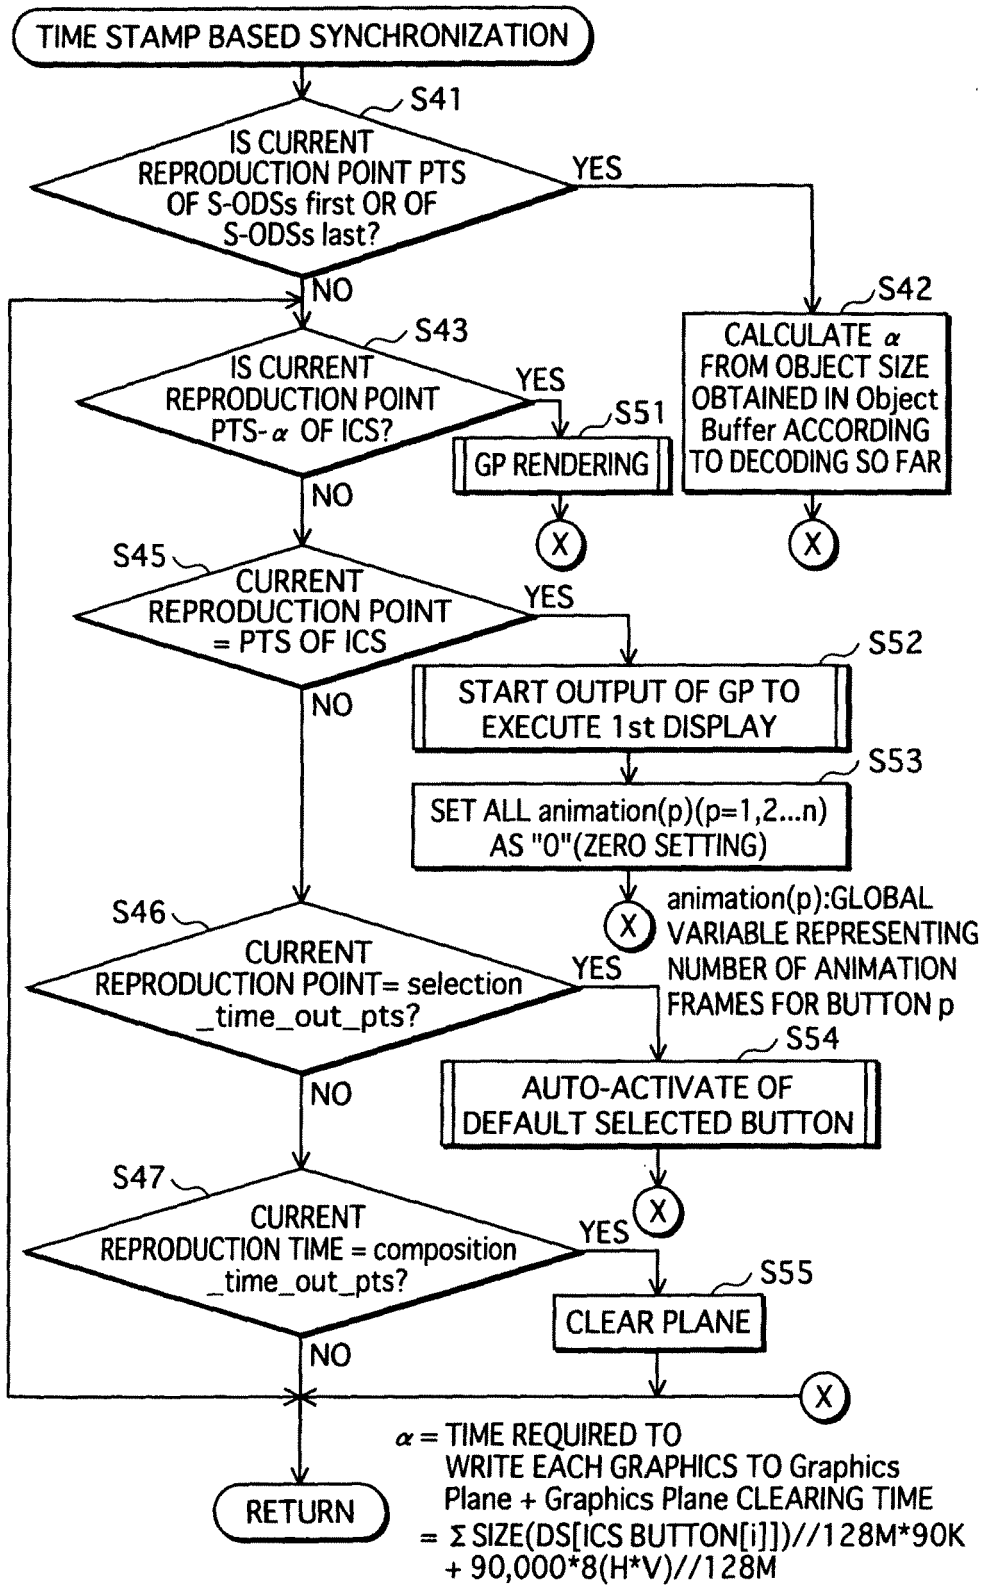 TIME STAMP BASED SYNCHRONIZATION
S41
IS CURRENT
REPRODUCTION POINT PTS
OF S-ODSs first OR OF
S-ODSs last?
YES
NO
S42
CALCULATE α
FROM OBJECT SIZE
OBTAINED IN Object
Buffer ACCORDING
TO DECODING SO FAR
X
S43
IS CURRENT
REPRODUCTION POINT
PTS-α OF ICS?
YES
NO
S51
GP RENDERING
X
S45
CURRENT
REPRODUCTION POINT
= PTS OF ICS
YES
NO
S52
START OUTPUT OF GP TO
EXECUTE 1st DISPLAY
S53
SET ALL animation(p)(p=1,2...n)
AS "0"(ZERO SETTING)
X
animation(p):GLOBAL
VARIABLE REPRESENTING
NUMBER OF ANIMATION
FRAMES FOR BUTTON p
S46
CURRENT
REPRODUCTION POINT= selection
_time_out_pts?
YES
NO
S54
AUTO-ACTIVATE OF
DEFAULT SELECTED BUTTON
X
S47
CURRENT
REPRODUCTION TIME = composition
_time_out_pts?
YES
NO
S55
CLEAR PLANE
X
RETURN
α = TIME REQUIRED TO
WRITE EACH GRAPHICS TO Graphics
Plane + Graphics Plane CLEARING TIME
= Σ SIZE(DS[ICS BUTTON[i]])//128M*90K
+ 90,000*8(H*V)//128M